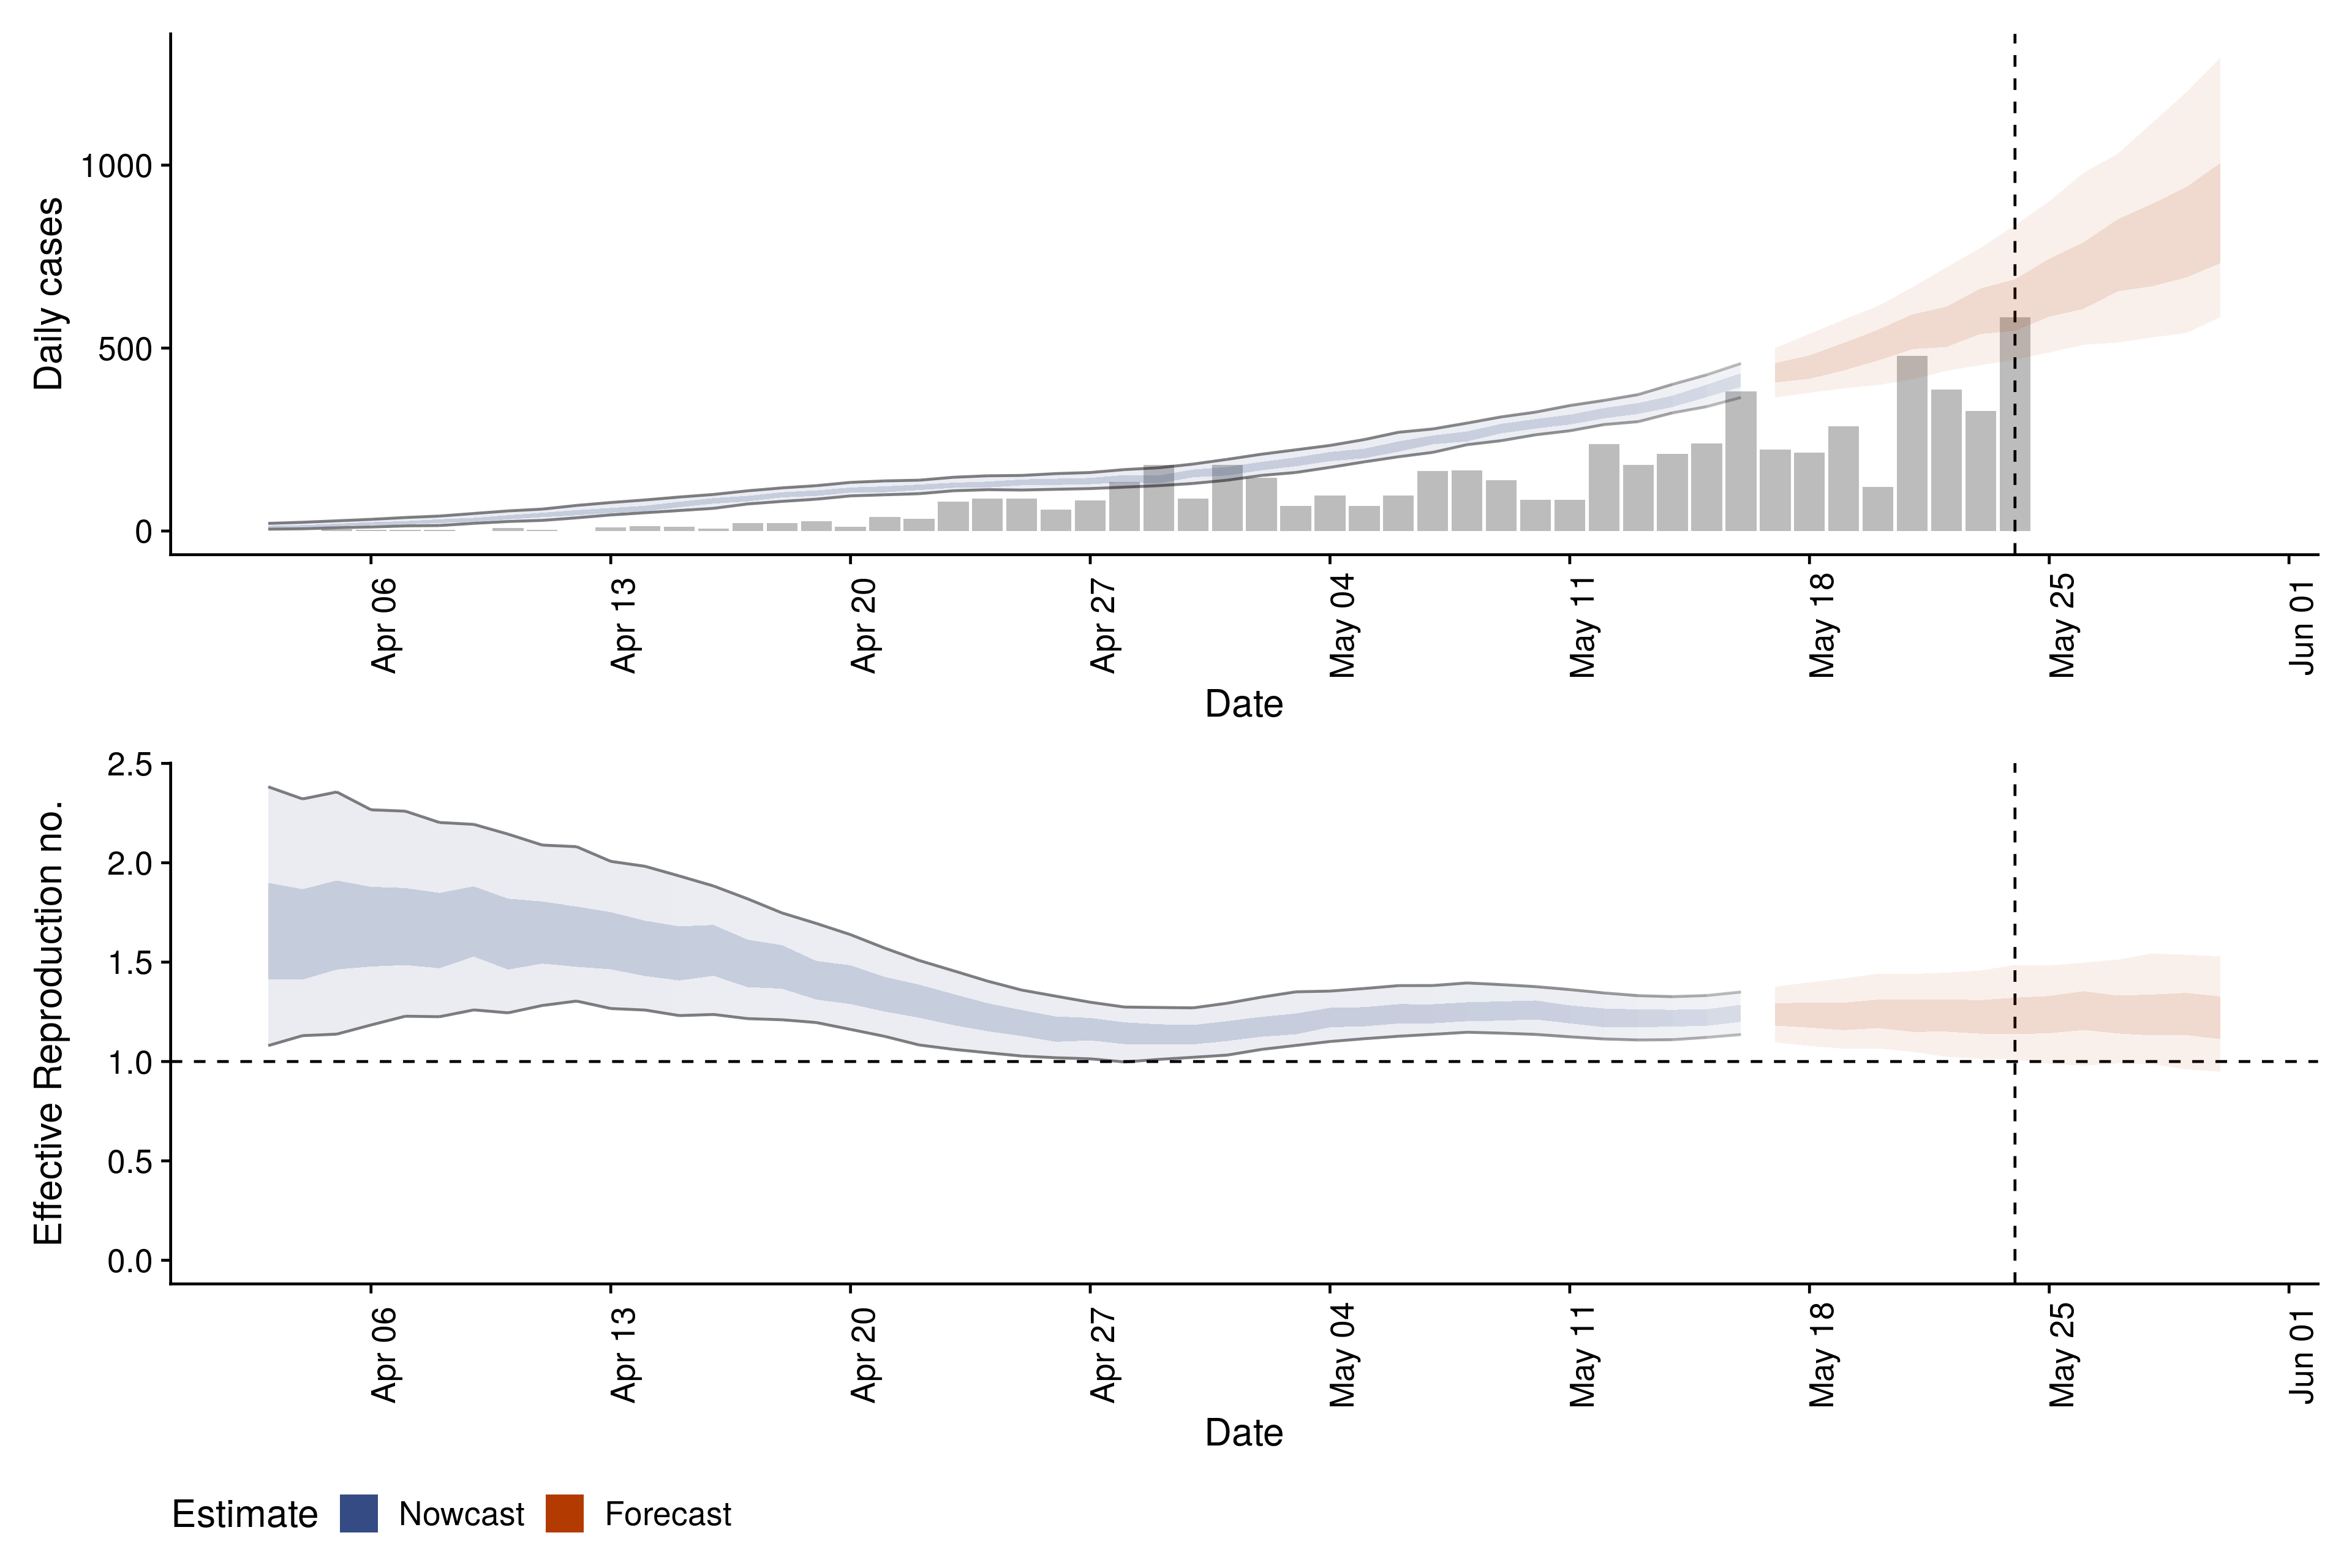 Daily cases
1000
500
0
Apr 06
Apr 13
Apr 20
Apr 27
May 04
May 11
May 18
May 25
Jun 01
Date
Effective Reproduction no.
2.5
2.0
1.5
1.0
0.5
0.0
Apr 06
Apr 13
Apr 20
Apr 27
May 04
May 11
May 18
May 25
Jun 01
Date
Estimate Nowcast Forecast